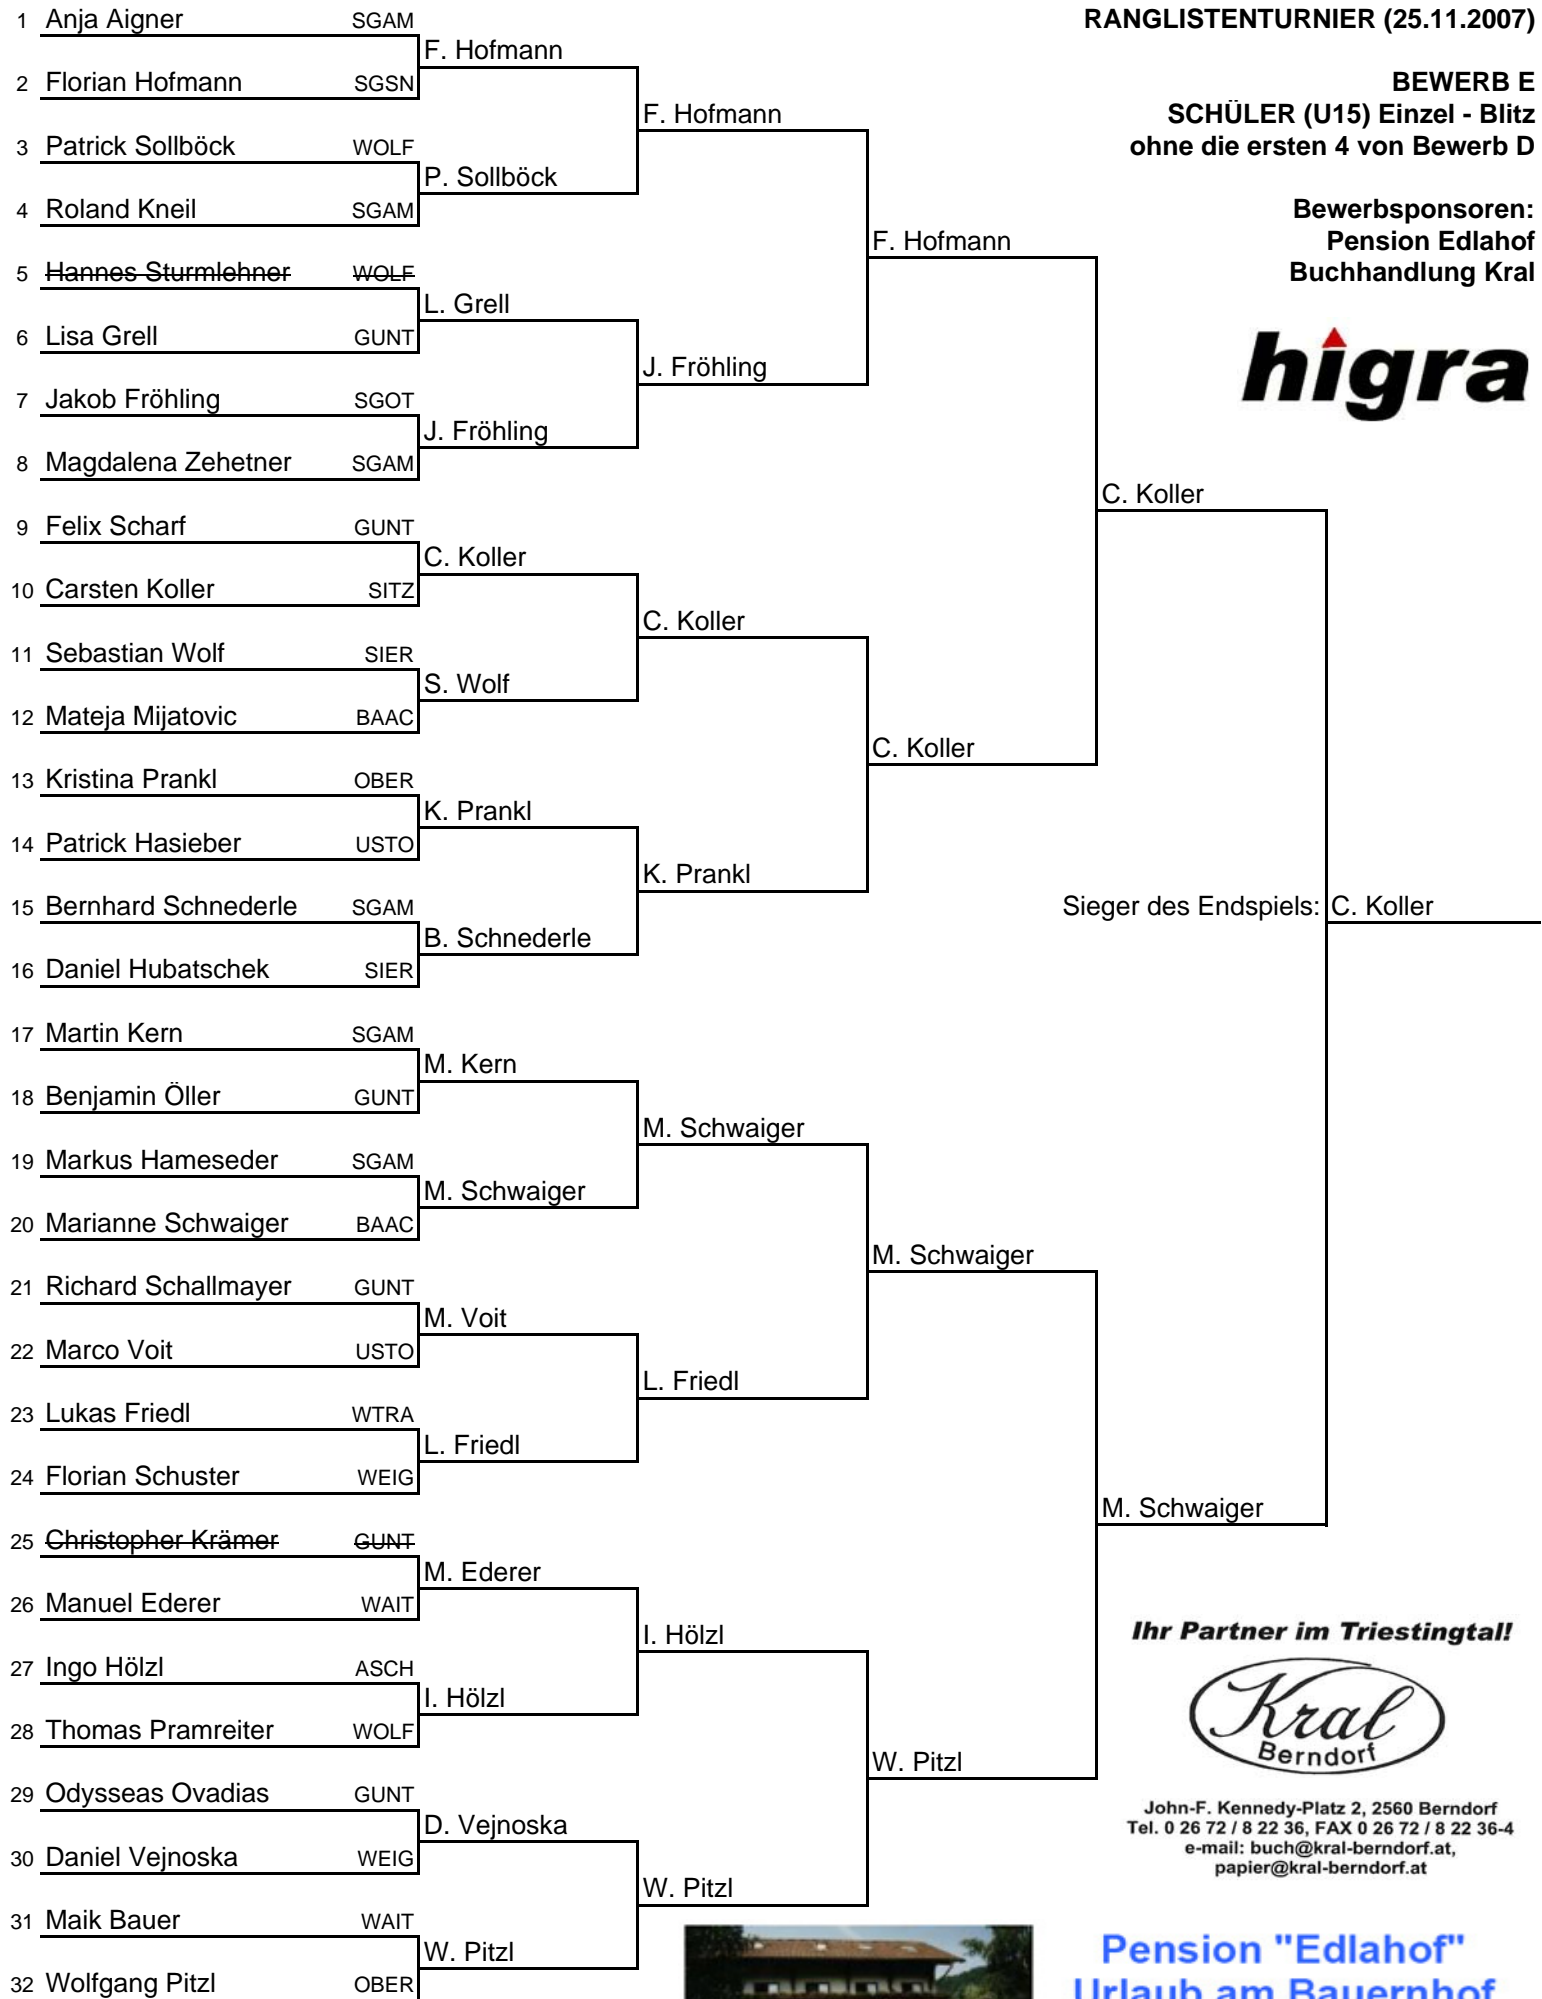 RANGLISTENTURNIER (25.11.2007)
BEWERB E
SCHÜLER (U15) Einzel - Blitz
ohne die ersten 4 von Bewerb D
Bewerbsponsoren:
Pension Edlahof
Buchhandlung Kral
higra
1 Anja Aigner SGAM
2 Florian Hofmann SGSN
3 Patrick Sollböck WOLF
4 Roland Kneil SGAM
5 Hannes Sturmlehner WOLF
6 Lisa Grell GUNT
7 Jakob Fröhling SGOT
8 Magdalena Zehetner SGAM
9 Felix Scharf GUNT
10 Carsten Koller SITZ
11 Sebastian Wolf SIER
12 Mateja Mijatovic BAAC
13 Kristina Prankl OBER
14 Patrick Hasieber USTO
15 Bernhard Schnederle SGAM
16 Daniel Hubatschek SIER
17 Martin Kern SGAM
18 Benjamin Öller GUNT
19 Markus Hameseder SGAM
20 Marianne Schwaiger BAAC
21 Richard Schallmayer GUNT
22 Marco Voit USTO
23 Lukas Friedl WTRA
24 Florian Schuster WEIG
25 Christopher Krämer GUNT
26 Manuel Ederer WAIT
27 Ingo Hölzl ASCH
28 Thomas Pramreiter WOLF
29 Odysseas Ovadias GUNT
30 Daniel Vejnoska WEIG
31 Maik Bauer WAIT
32 Wolfgang Pitzl OBER
F. Hofmann
P. Sollböck
L. Grell
J. Fröhling
C. Koller
S. Wolf
K. Prankl
B. Schnederle
M. Kern
M. Schwaiger
M. Voit
L. Friedl
M. Ederer
I. Hölzl
D. Vejnoska
W. Pitzl
F. Hofmann
J. Fröhling
C. Koller
K. Prankl
M. Schwaiger
L. Friedl
I. Hölzl
W. Pitzl
F. Hofmann
C. Koller
M. Schwaiger
W. Pitzl
C. Koller
M. Schwaiger
Sieger des Endspiels: C. Koller
Ihr Partner im Triestingtal!
Kral
Berndorf
John-F. Kennedy-Platz 2, 2560 Berndorf
Tel. 0 26 72 / 8 22 36, FAX 0 26 72 / 8 22 36-4
e-mail: buch@kral-berndorf.at,
papier@kral-berndorf.at
Pension "Edlahof"
Urlaub am Bauernhof